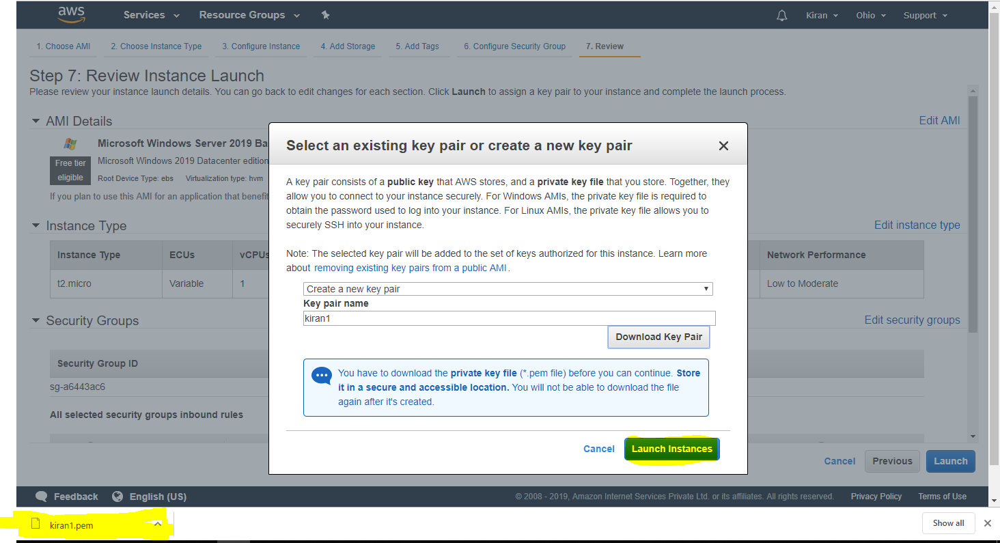 aws Services Resource Groups Kiran Ohio Support
1. Choose AMI 2. Choose Instance Type 3. Configure Instance 4. Add Storage 5. Add Tags 6. Configure Security Group 7. Review
Step 7: Review Instance Launch
Please review your instance launch details. You can go back to edit changes for each section. Click Launch to assign a key pair to your instance and complete the launch process.
AMI Details Edit AMI
Microsoft Windows Server 2019 Ba
Free tier eligible
Microsoft Windows 2019 Datacenter edition
Root Device Type: ebs Virtualization type: hvm
If you plan to use this AMI for an application that benefit
Instance Type Edit instance type
Instance Type ECUs vCPUs Network Performance
t2.micro Variable 1 Low to Moderate
Security Groups Edit security groups
Security Group ID
sg-a6443ac6
All selected security groups inbound rules
Select an existing key pair or create a new key pair
A key pair consists of a public key that AWS stores, and a private key file that you store. Together, they
allow you to connect to your instance securely. For Windows AMIs, the private key file is required to
obtain the password used to log into your instance. For Linux AMIs, the private key file allows you to
securely SSH into your instance.
Note: The selected key pair will be added to the set of keys authorized for this instance. Learn more
about removing existing key pairs from a public AMI.
Create a new key pair
Key pair name
kiran1
Download Key Pair
You have to download the private key file (*.pem file) before you can continue. Store
it in a secure and accessible location. You will not be able to download the file
again after it's created.
Cancel Launch Instances
Cancel Previous Launch
Feedback English (US) © 2008 - 2019, Amazon Internet Services Private Ltd. or its affiliates. All rights reserved. Privacy Policy Terms of Use
kiran1.pem Show all